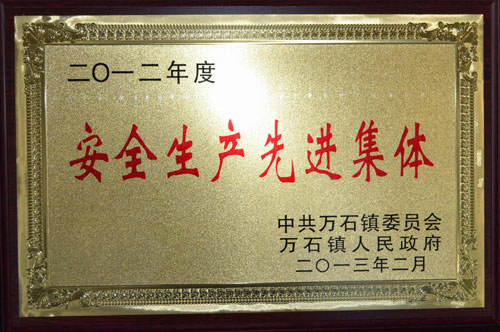 二〇一二年度
安全生产先进集体
中共万石镇委员会
万石镇人民政府
二〇一三年二月